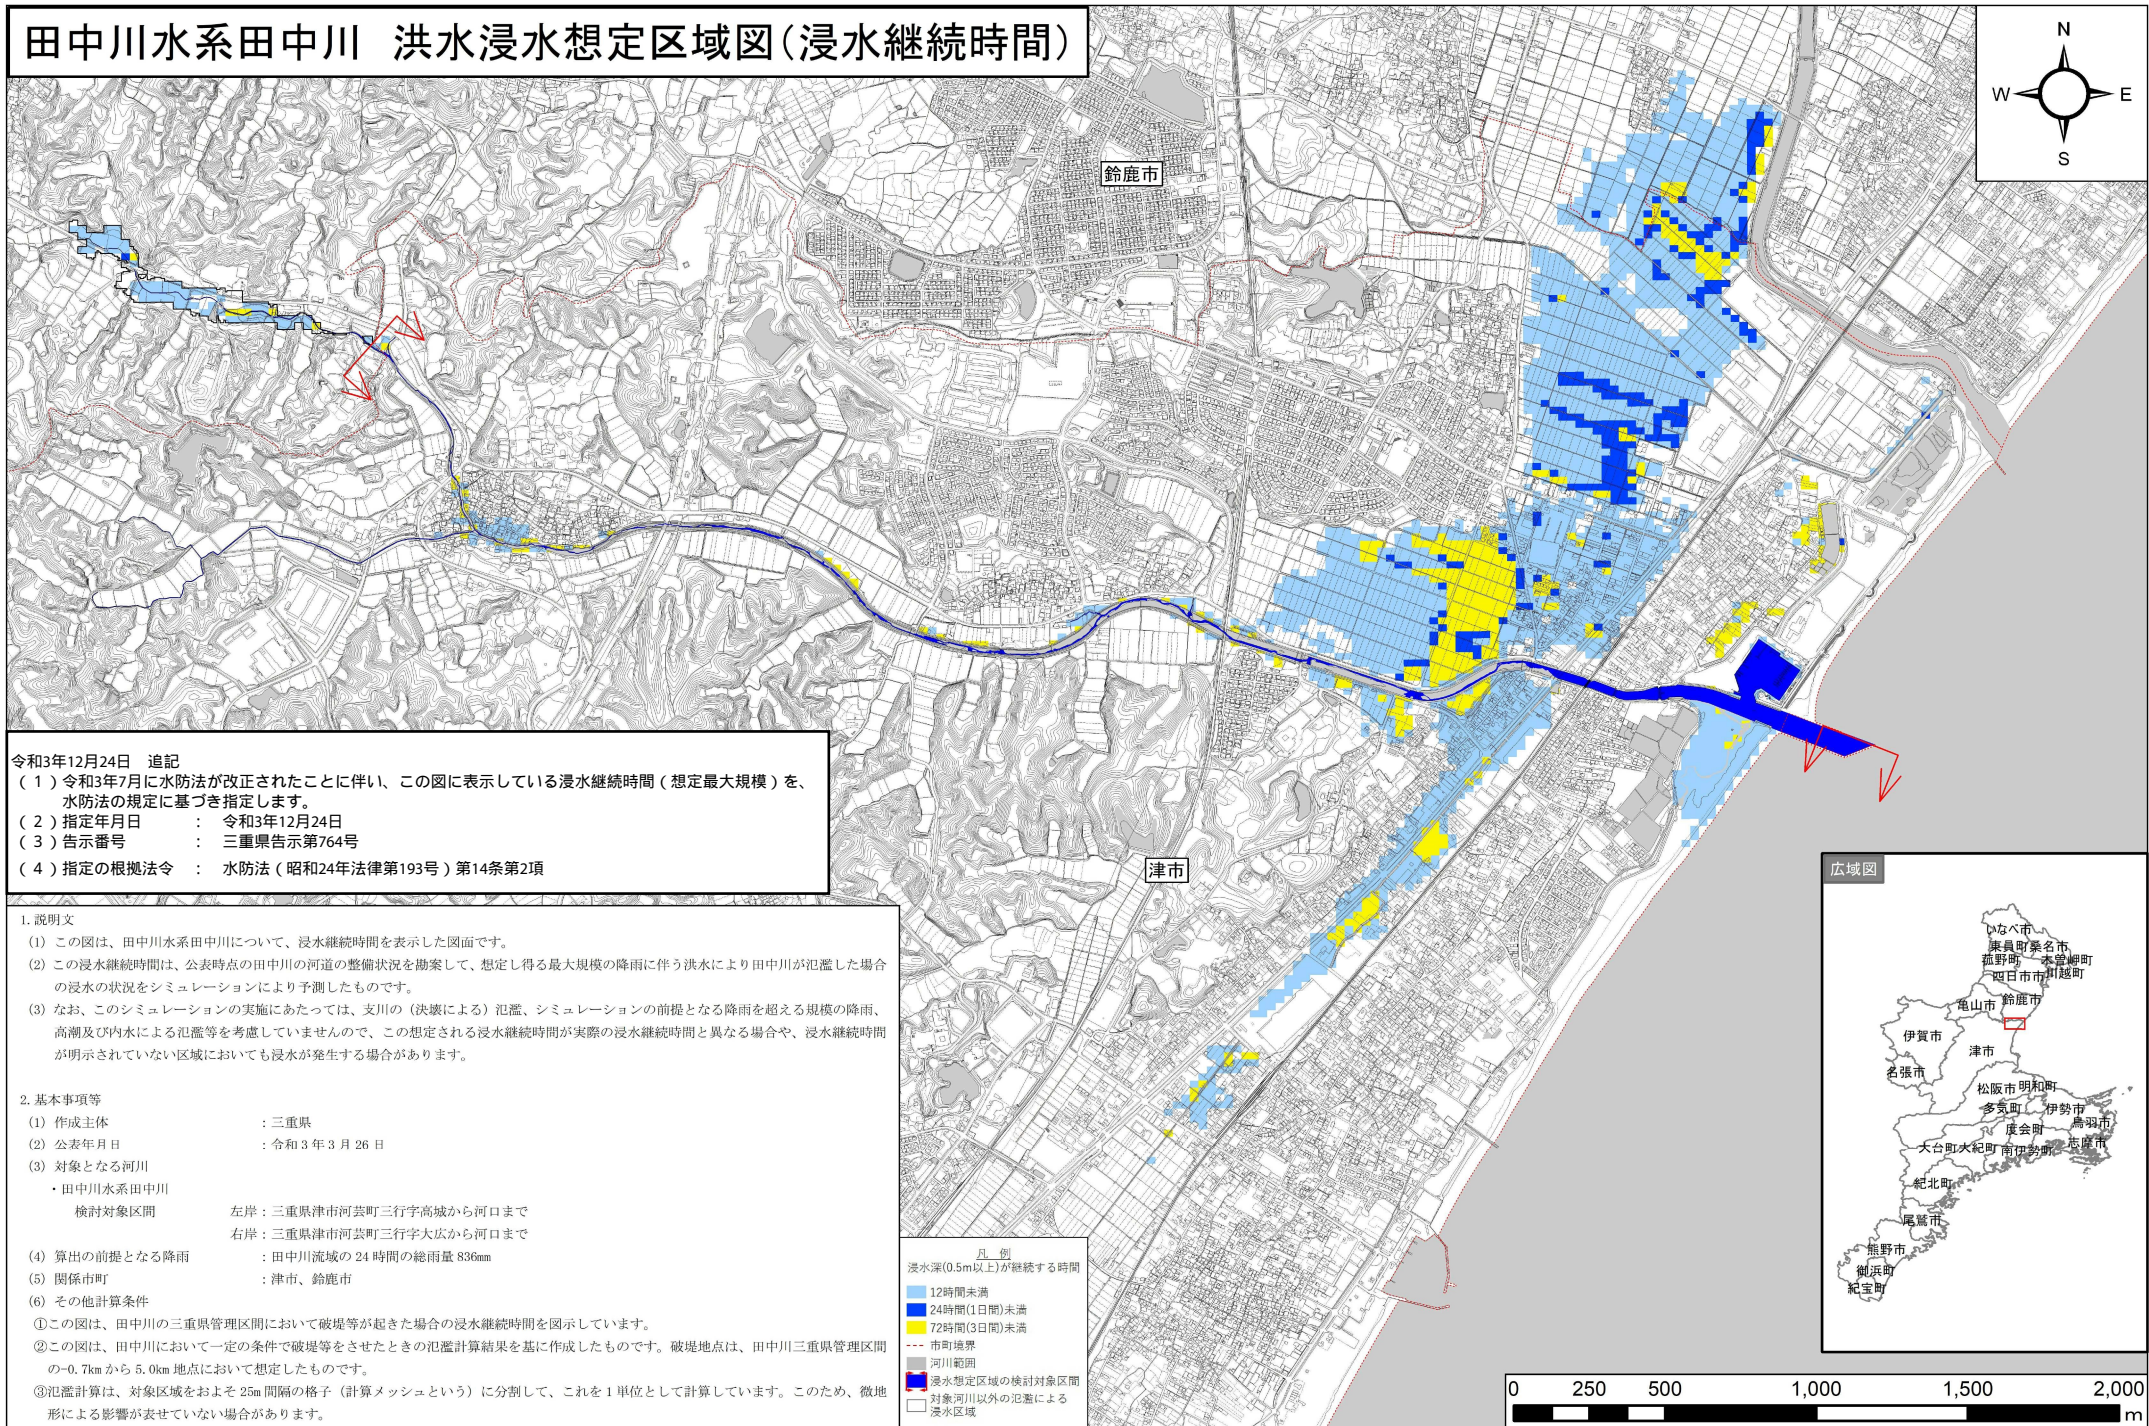 田中川水系田中川　洪水浸水想定区域図(浸水継続時間)
N
W
E
S
鈴鹿市
津市
令和3年12月24日　追記
(1)令和3年7月に水防法が改正されたことに伴い、この図に表示している浸水継続時間(想定最大規模)を、
水防法の規定に基づき指定します。
(2)指定年月日　：　令和3年12月24日
(3)告示番号　：　三重県告示第764号
(4)指定の根拠法令　：　水防法(昭和24年法律第193号)第14条第2項
1. 説明文
(1) この図は、田中川水系田中川について、浸水継続時間を表示した図面です。
(2) この浸水継続時間は、公表時点の田中川の河道の整備状況を勘案して、想定し得る最大規模の降雨に伴う洪水により田中川が氾濫した場合
の浸水の状況をシミュレーションにより予測したものです。
(3) なお、このシミュレーションの実施にあたっては、支川の（決壊による）氾濫、シミュレーションの前提となる降雨を超える規模の降雨、
高潮及び内水による氾濫等を考慮していませんので、この想定される浸水継続時間が実際の浸水継続時間と異なる場合や、浸水継続時間
が明示されていない区域においても浸水が発生する場合があります。
2. 基本事項等
(1) 作成主体　：三重県
(2) 公表年月日　：令和 3 年 3 月 26 日
(3) 対象となる河川
・田中川水系田中川
検討対象区間　左岸：三重県津市河芸町三行字高城から河口まで
右岸：三重県津市河芸町三行字大広から河口まで
(4) 算出の前提となる降雨　：田中川流域の 24 時間の総雨量 836mm
(5) 関係市町　：津市、鈴鹿市
(6) その他計算条件
①この図は、田中川の三重県管理区間において破堤等が起きた場合の浸水継続時間を図示しています。
②この図は、田中川において一定の条件で破堤等をさせたときの氾濫計算結果を基に作成したものです。破堤地点は、田中川三重県管理区間
の-0.7km から 5.0km 地点において想定したものです。
③氾濫計算は、対象区域をおよそ 25m 間隔の格子（計算メッシュという）に分割して、これを 1 単位として計算しています。このため、微地
形による影響が表せていない場合があります。
凡 例
浸水深(0.5m以上)が継続する時間
12時間未満
24時間(1日間)未満
72時間(3日間)未満
市町境界
河川範囲
浸水想定区域の検討対象区間
対象河川以外の氾濫による
浸水区域
広域図
いなべ市
東員町
桑名市
菰野町
木曽岬町
四日市市
川越町
亀山市
鈴鹿市
伊賀市
津市
名張市
松阪市
明和町
多気町
伊勢市
鳥羽市
度会町
志摩市
大台町
大紀町
南伊勢町
紀北町
尾鷲市
熊野市
御浜町
紀宝町
0 250 500 1,000 1,500 2,000
m